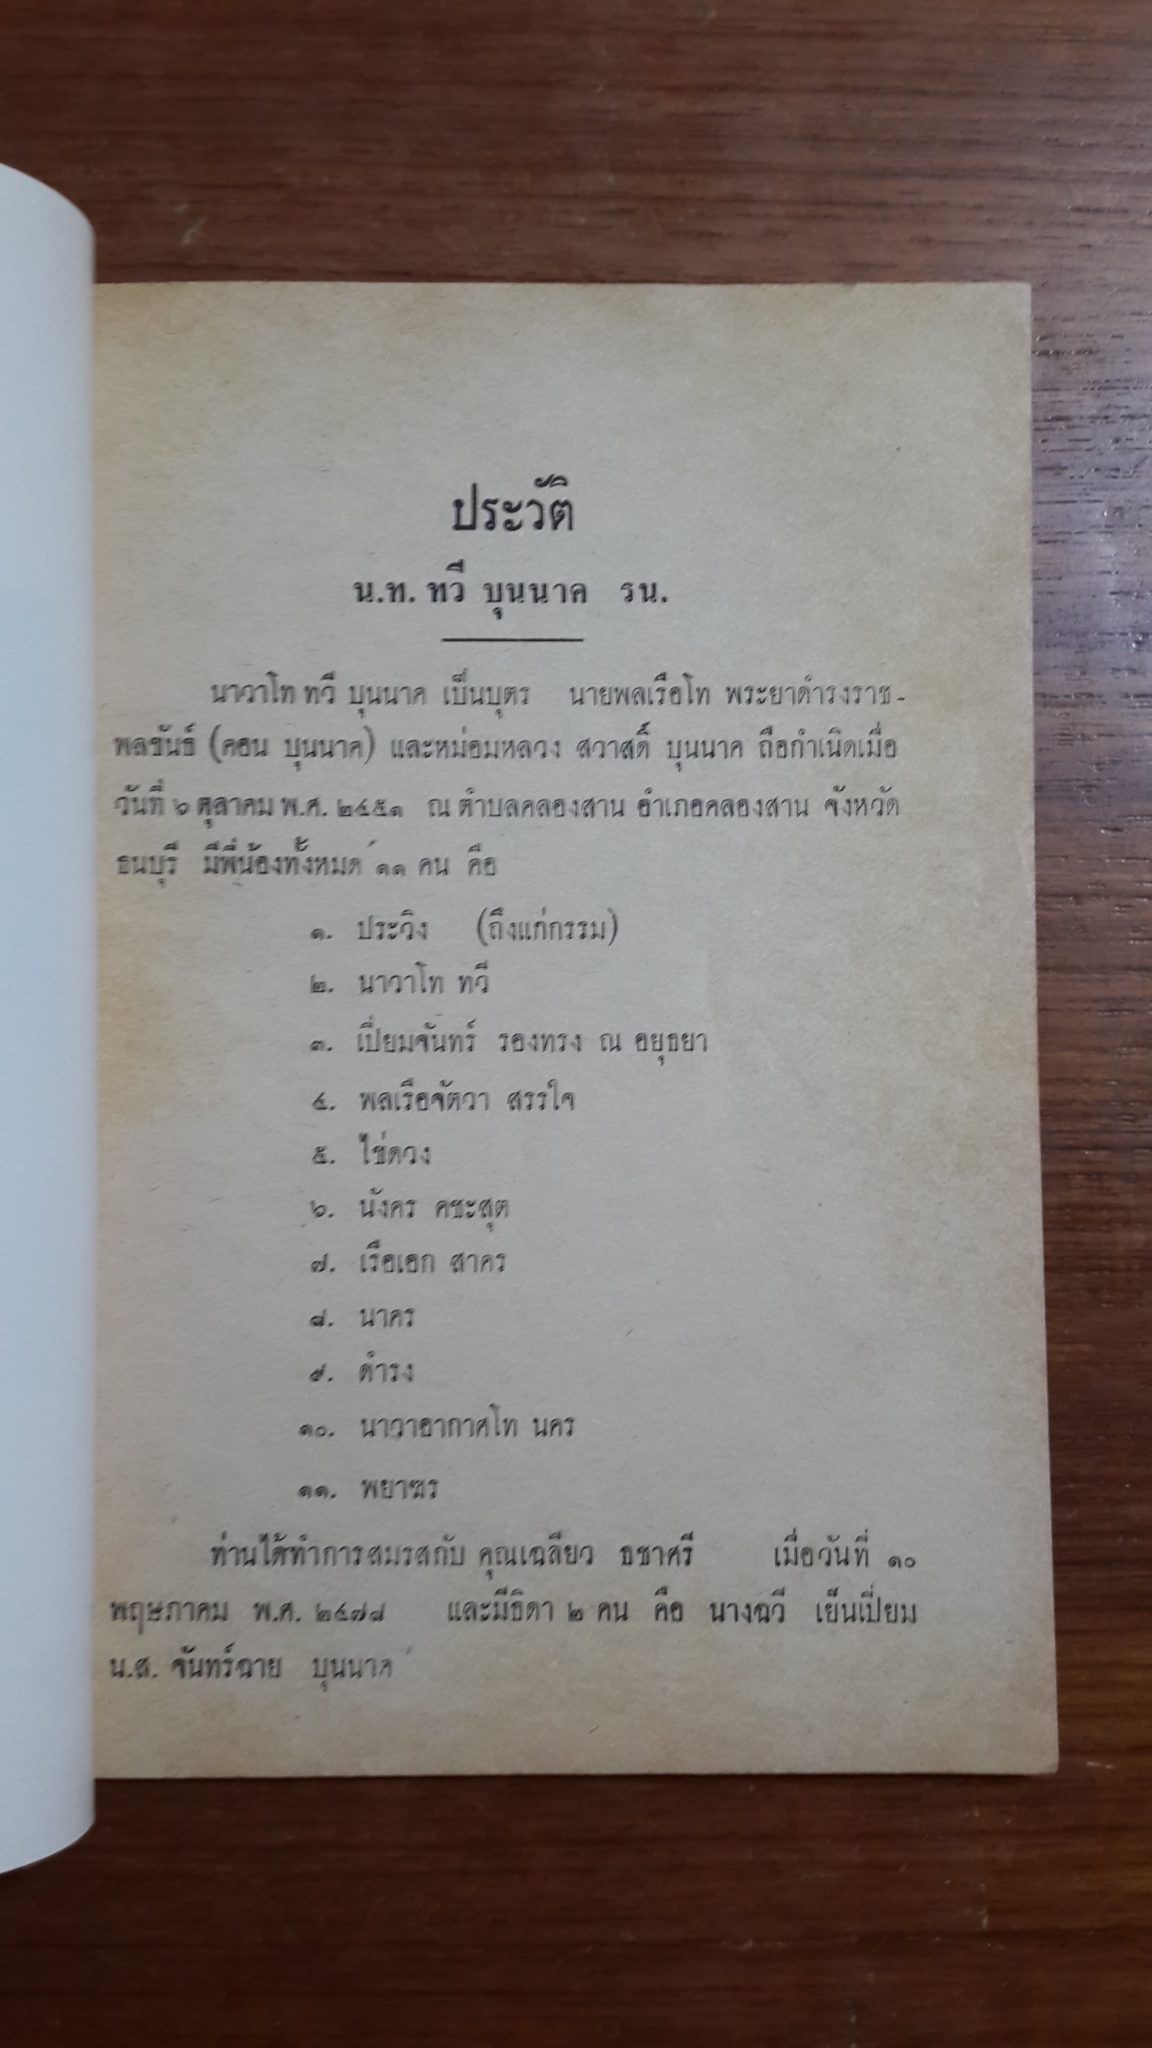 ประวัติ
น.ท. ทวี บุนนาค รน.
นาวาโท ทวี บุนนาค เป็นบุตร นายพลเรือโท พระยาดำรงราช-
พลขันธ์ (คอน บุนนาค) และหม่อมหลวง สวาสดิ์ บุนนาค ถือกำเนิดเมื่อ
วันที่ ๖ ตุลาคม พ.ศ. ๒๔๕๑ ณ ตำบลคลองสาน อำเภอคลองสาน จังหวัด
ธนบุรี มีพี่น้องทั้งหมด ๑๑ คน คือ
๑. ประวิง (ถึงแก่กรรม)
๒. นาวาโท ทวี
๓. เปี่ยมจันทร์ รองทรง ณ อยุธยา
๔. พลเรือจัตวา สรรใจ
๕. ไข่ดวง
๖. นังคร คชะสุต
๗. เรือเอก สาคร
๘. นาคร
๙. ดำรง
๑๐. นาวาอากาศโท นคร
๑๑. พยาฆร
ท่านได้ทำการสมรสกับ คุณเฉลียว ธชาศรี เมื่อวันที่ ๑๐
พฤษภาคม พ.ศ. ๒๔๗๘ และมีธิดา ๒ คน คือ นางฉวี เย็นเปี่ยม
น.ส. จันทร์ฉาย บุนนาค